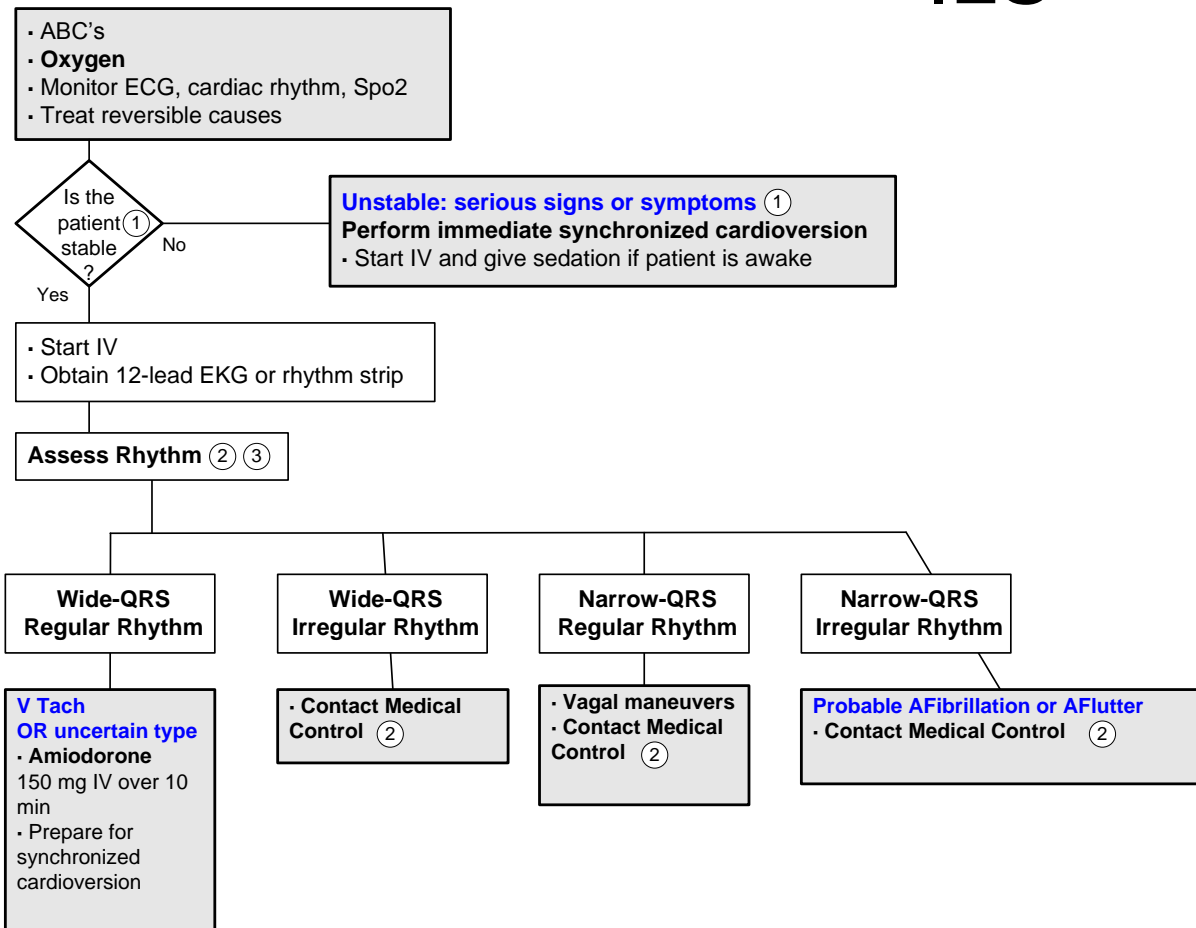 · ABC's
· Oxygen
· Monitor ECG, cardiac rhythm, Spo2
· Treat reversible causes
Is the
patient ①
stable
?
No
Yes
Unstable: serious signs or symptoms ①
Perform immediate synchronized cardioversion
· Start IV and give sedation if patient is awake
· Start IV
· Obtain 12-lead EKG or rhythm strip
Assess Rhythm ② ③
Wide-QRS
Regular Rhythm
Wide-QRS
Irregular Rhythm
Narrow-QRS
Regular Rhythm
Narrow-QRS
Irregular Rhythm
V Tach
OR uncertain type
· Amiodorone
150 mg IV over 10
min
· Prepare for
synchronized
cardioversion
· Contact Medical
Control ②
· Vagal maneuvers
· Contact Medical
Control ②
Probable AFibrillation or AFlutter
· Contact Medical Control ②